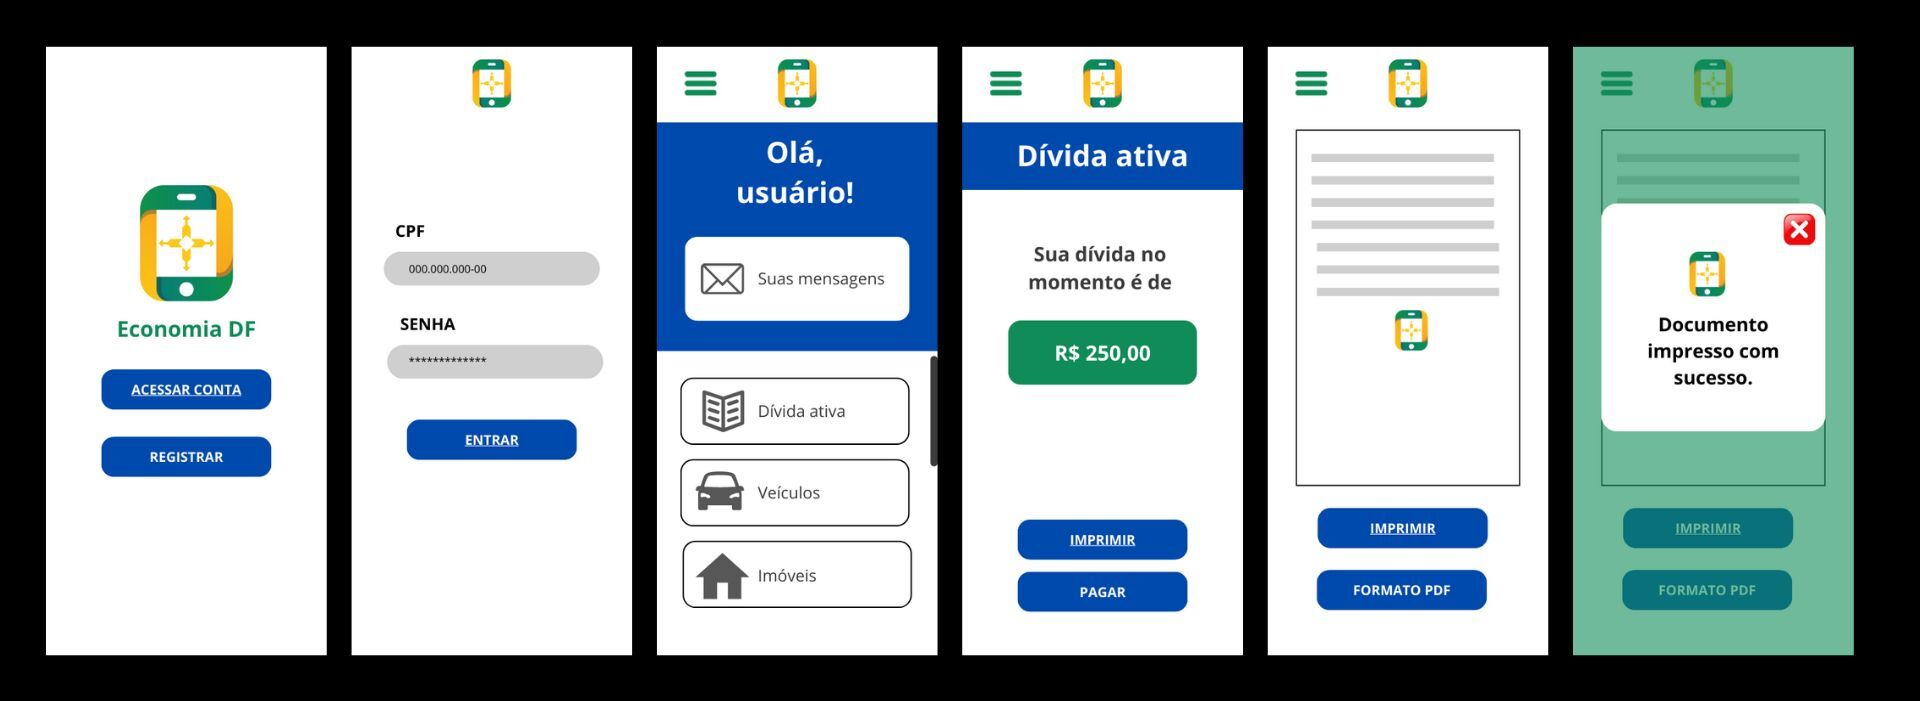 Economia DF
ACESSAR CONTA
REGISTRAR
CPF
000.000.000-00
SENHA
*************
ENTRAR
Olá,
usuário!
Suas mensagens
Dívida ativa
Veículos
Imóveis
Dívida ativa
Sua dívida no
momento é de
R$ 250,00
IMPRIMIR
PAGAR
IMPRIMIR
FORMATO PDF
Documento
impresso com
sucesso.
IMPRIMIR
FORMATO PDF